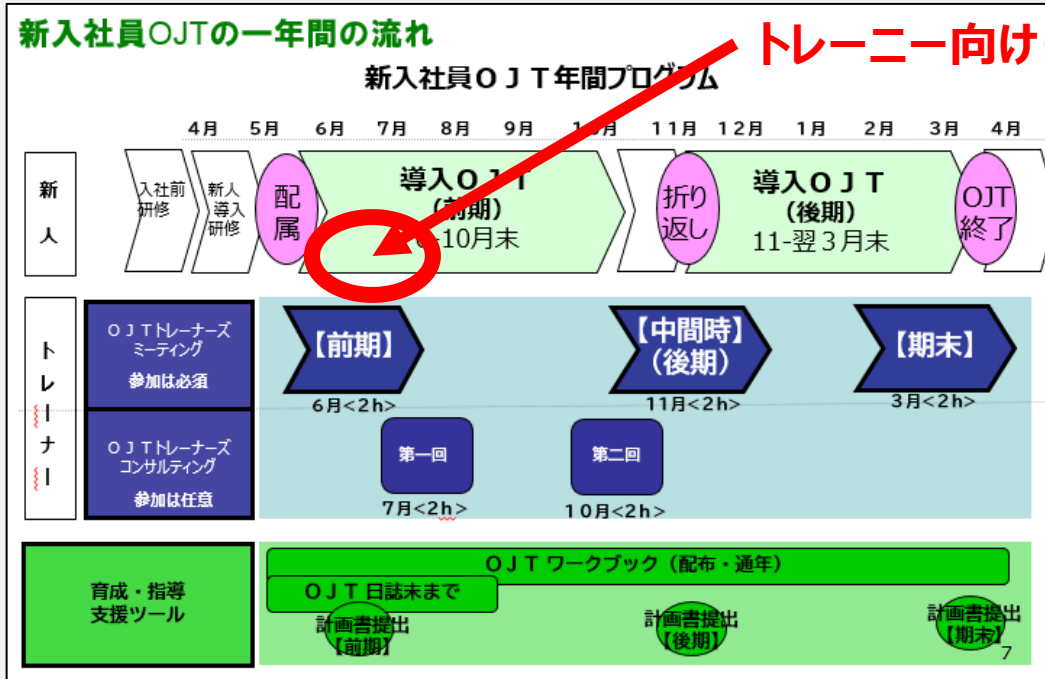 新入社員OJTの一年間の流れ
トレーニー向け
新入社員ＯＪＴ年間プログラム
4月 5月 6月 7月 8月 9月 10月 11月 12月 1月 2月 3月 4月
新人
入社前
研修
新人
導入
研修
配属
導入ＯＪＴ
(前期)
-10月末
折り
返し
導入ＯＪＴ
(後期)
11-翌３月末
OJT
終了
トレーナー
ＯＪＴトレーナーズ
ミーティング
参加は必須
【前期】
6月<2h>
【中間時】
(後期)
11月<2h>
【期末】
3月<2h>
ＯＪＴトレーナーズ
コンサルティング
参加は任意
第一回
7月<2h>
第二回
10月<2h>
育成・指導
支援ツール
ＯＪＴ ワークブック（配布・通年）
ＯＪＴ 日誌末まで
計画書提出
【前期】
計画書提出
【後期】
計画書提出
【期末】
7